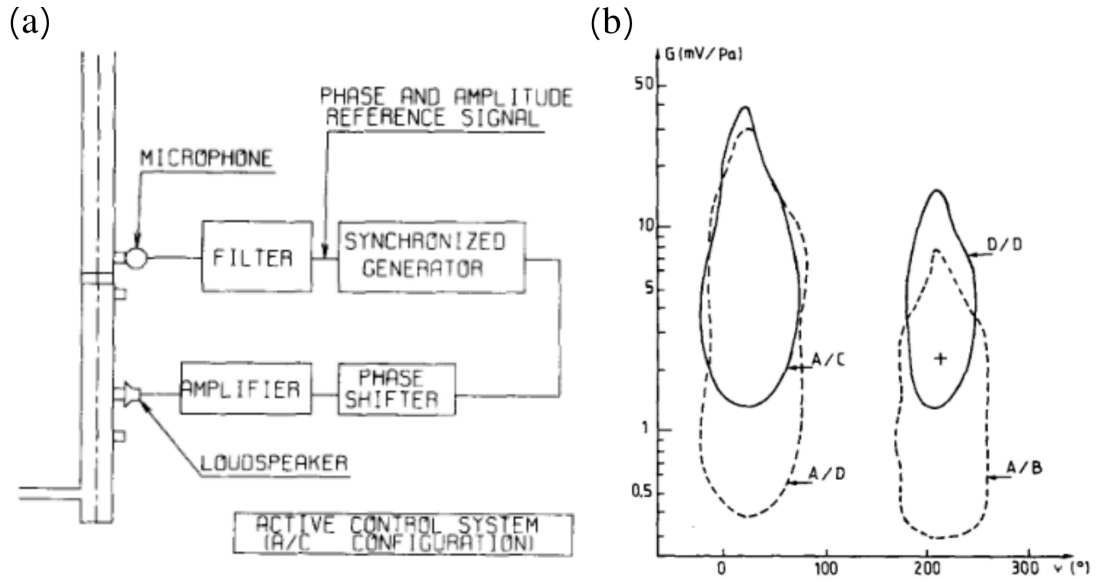 (a)
PHASE AND AMPLITUDE
REFERENCE SIGNAL
MICROPHONE
FILTER
SYNCHRONIZED
GENERATOR
AMPLIFIER
PHASE
SHIFTER
LOUDSPEAKER
ACTIVE CONTROL SYSTEM
(A/C CONFIGURATION)
(b)
G (mV/Pa)
50
10
5
1
0.5
D/D
A/C
A/D
A/B
+
0
100
200
300
v (°)